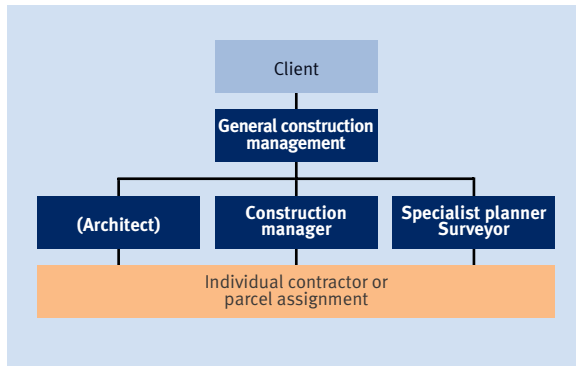 Client
General construction
management
(Architect)
Construction
manager
Specialist planner
Surveyor
Individual contractor or
parcel assignment